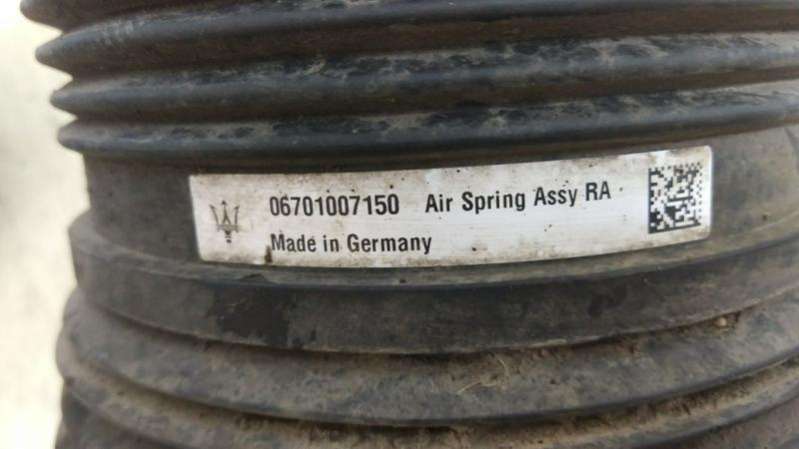 06701007150 Air Spring Assy RA
Made in Germany